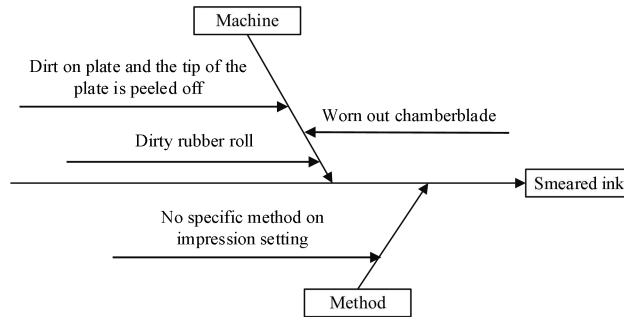 Machine
Dirt on plate and the tip of the
plate is peeled off
Worn out chamberblade
Dirty rubber roll
Smeared ink
No specific method on
impression setting
Method